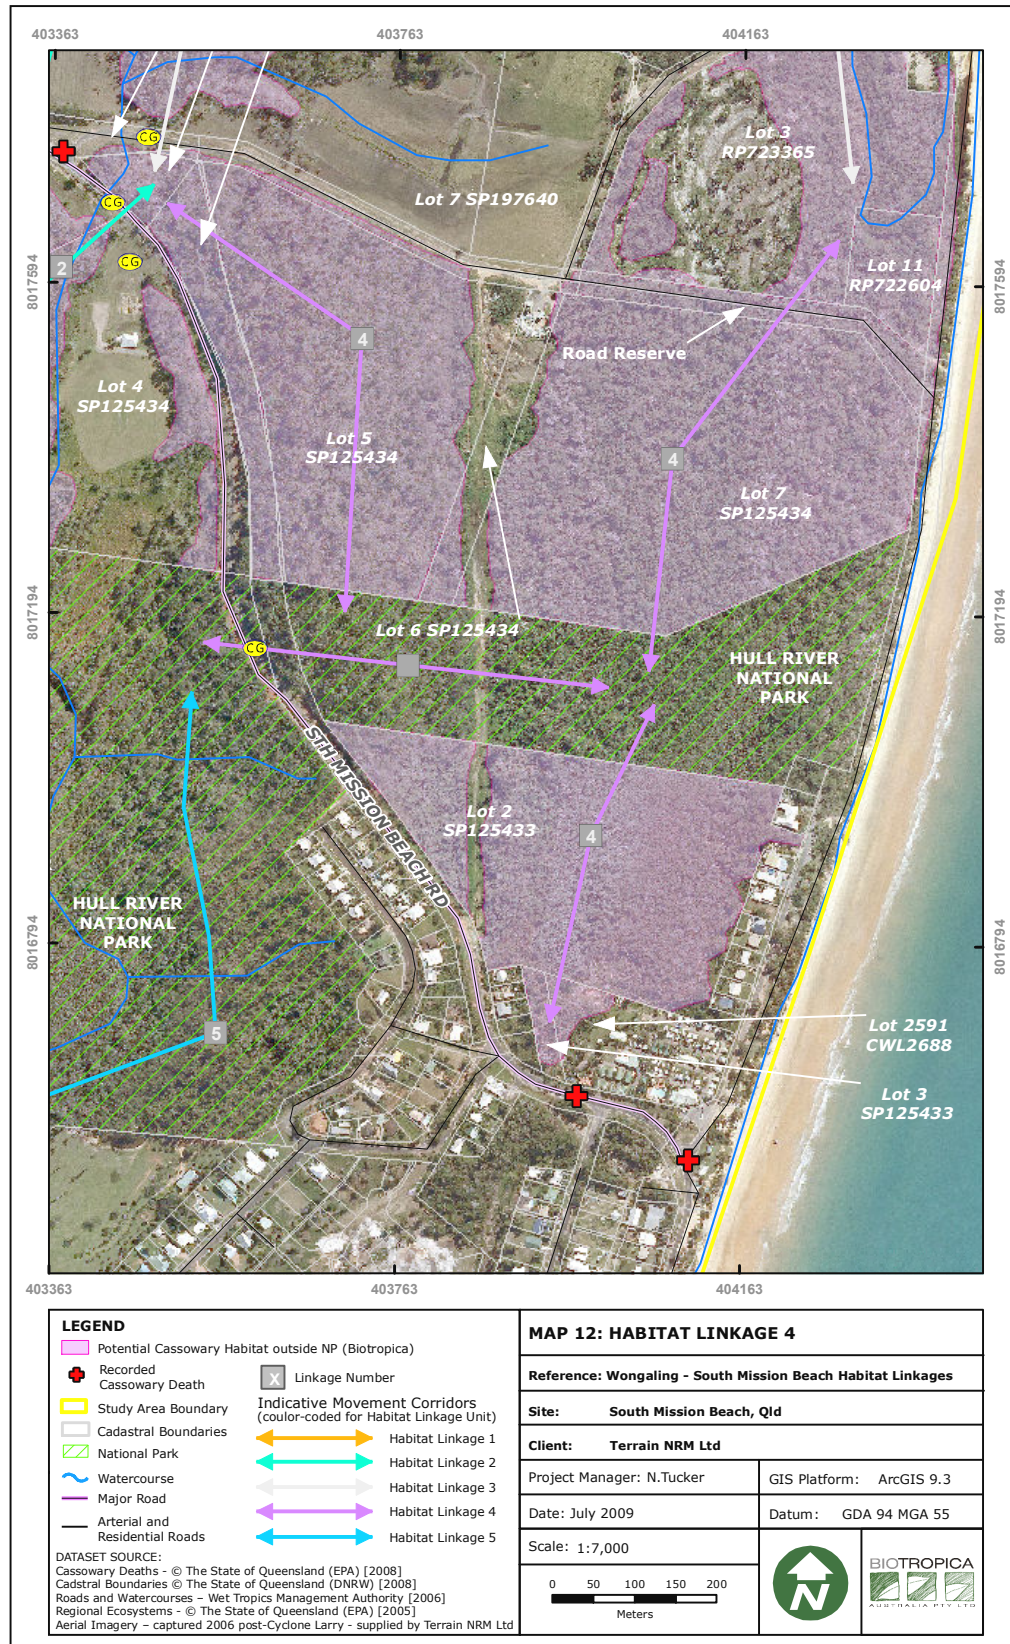 403363
403763
404163
CG
Lot 3
RP723365
CG
Lot 7 SP197640
2
CG
8017594
8017594
Lot 11
RP722604
4
Road Reserve
Lot 4
SP125434
Lot 5
SP125434
4
Lot 7
SP125434
8017194
8017194
Lot 6 SP125434
CG
HULL RIVER
NATIONAL
PARK
STH-MISSION-BEACH-RD
Lot 2
SP125433
4
HULL RIVER
NATIONAL
PARK
8016794
8016794
5
Lot 2591
CWL2688
Lot 3
SP125433
403363
403763
404163
LEGEND
Potential Cassowary Habitat outside NP (Biotropica)
Recorded
Cassowary Death
X
Linkage Number
Study Area Boundary
Cadastral Boundaries
National Park
Watercourse
Major Road
Arterial and
Residential Roads
Indicative Movement Corridors
(coulor-coded for Habitat Linkage Unit)
Habitat Linkage 1
Habitat Linkage 2
Habitat Linkage 3
Habitat Linkage 4
Habitat Linkage 5
DATASET SOURCE:
Cassowary Deaths - © The State of Queensland (EPA) [2008]
Cadstral Boundaries © The State of Queensland (DNRW) [2008]
Roads and Watercourses – Wet Tropics Management Authority [2006]
Regional Ecosystems - © The State of Queensland (EPA) [2005]
Aerial Imagery – captured 2006 post-Cyclone Larry - supplied by Terrain NRM Ltd
MAP 12: HABITAT LINKAGE 4
Reference: Wongaling - South Mission Beach Habitat Linkages
Site: South Mission Beach, Qld
Client: Terrain NRM Ltd
Project Manager: N.Tucker
GIS Platform: ArcGIS 9.3
Date: July 2009
Datum: GDA 94 MGA 55
Scale: 1:7,000
0 50 100 150 200
Meters
N
BIOTROPICA
AUSTRALIA PTY LTD